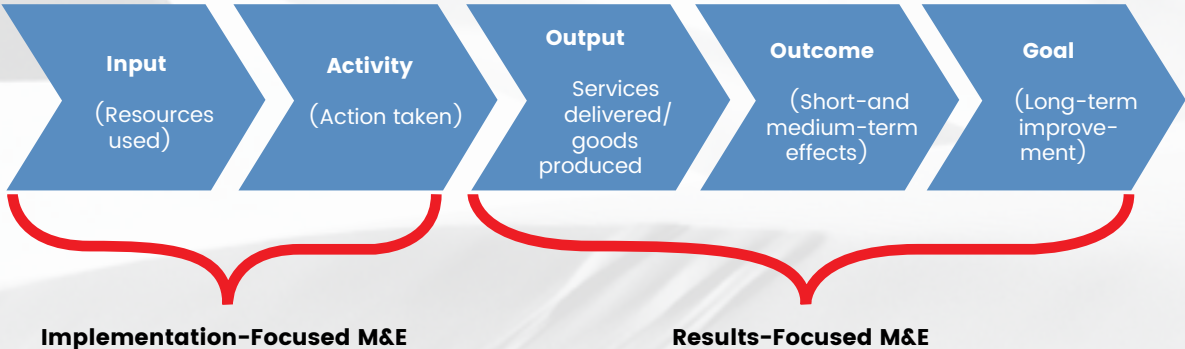 Input
(Resources
used)
Activity
(Action taken)
Output
Services
delivered/
goods
produced
Outcome
(Short-and
medium-term
effects)
Goal
(Long-term
improve-
ment)
Implementation-Focused M&E
Results-Focused M&E